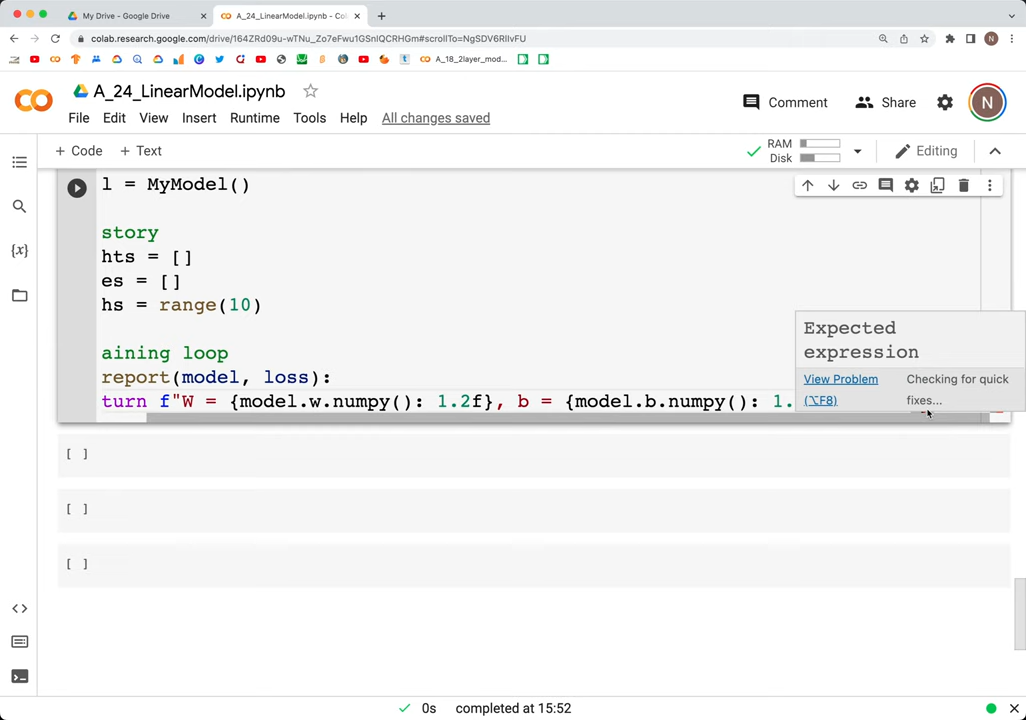 My Drive - Google Drive
A_24_LinearModel.ipynb - Col
colab.research.google.com/drive/164ZRd09u-wTNu_Zo7eFwu1GSnIQCRHGm#scrollTo=NgSDV6RIIvFU
A_18_2layer_mod...
A_24_LinearModel.ipynb
Comment
Share
N
File Edit View Insert Runtime Tools Help All changes saved
+ Code + Text
RAM
Disk
Editing
l = MyModel()
story
hts = []
es = []
hs = range(10)
aining loop
report(model, loss):
turn f"W = {model.w.numpy(): 1.2f}, b = {model.b.numpy(): 1.
Expected
expression
View Problem
(⌥F8)
Checking for quick
fixes...
[ ]
[ ]
[ ]
{x}
0s completed at 15:52